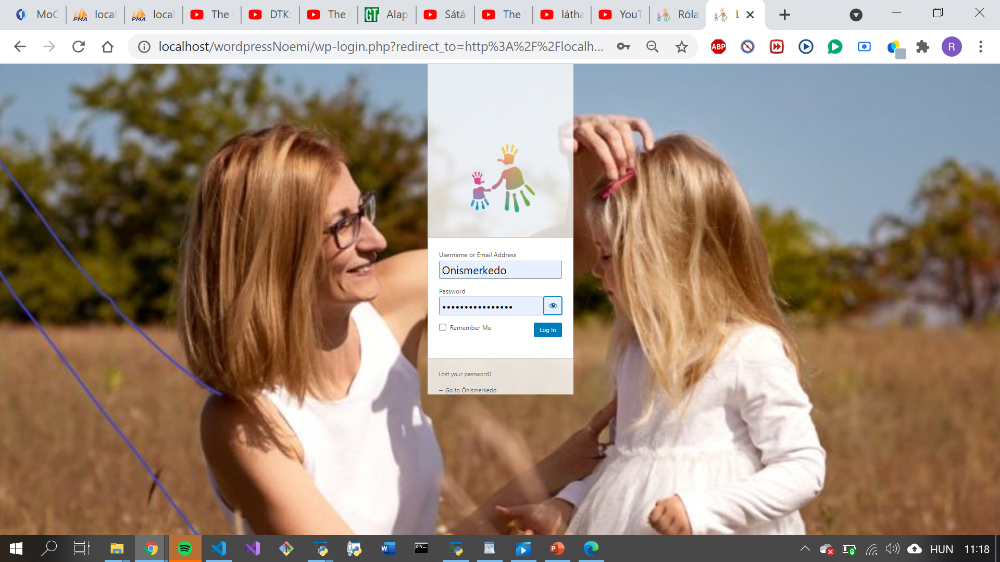 MoC
local
local
The
DTK:
The
GT
Alap
Sátá
The
látha
YouT
Róla
localhost/wordpressNoemi/wp-login.php?redirect_to=http%3A%2F%2Flocalh...
ABP
R
Username or Email Address
Onismerkedo
Password
Remember Me
Log In
Lost your password?
← Go to Önismerkedo
HUN
11:18